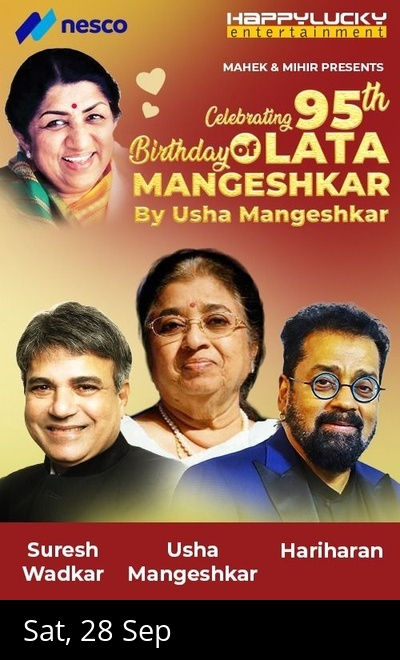 nesco
HAPPYLUCKY
entertainment
MAHEK & MIHIR PRESENTS
Celebrating 95th
Birthday of LATA
MANGESHKAR
By Usha Mangeshkar
Suresh
Wadkar
Usha
Mangeshkar
Hariharan
Sat, 28 Sep